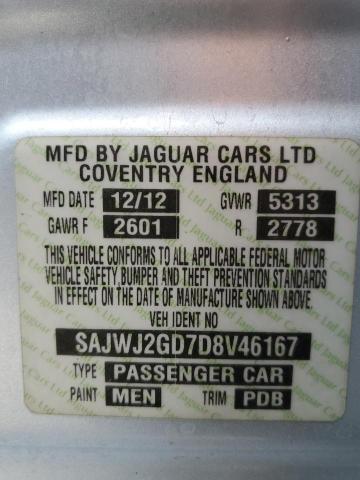 MFD BY JAGUAR CARS LTD
COVENTRY ENGLAND
MFD DATE 12/12 GVWR 5313
GAWR F 2601 R 2778
THIS VEHICLE CONFORMS TO ALL APPLICABLE FEDERAL MOTOR
VEHICLE SAFETY,BUMPER AND THEFT PREVENTION STANDARDS
IN EFFECT ON THE DATE OF MANUFACTURE SHOWN ABOVE.
VEH IDENT NO
SAJWJ2GD7D8V46167
TYPE PASSENGER CAR
PAINT MEN TRIM PDB